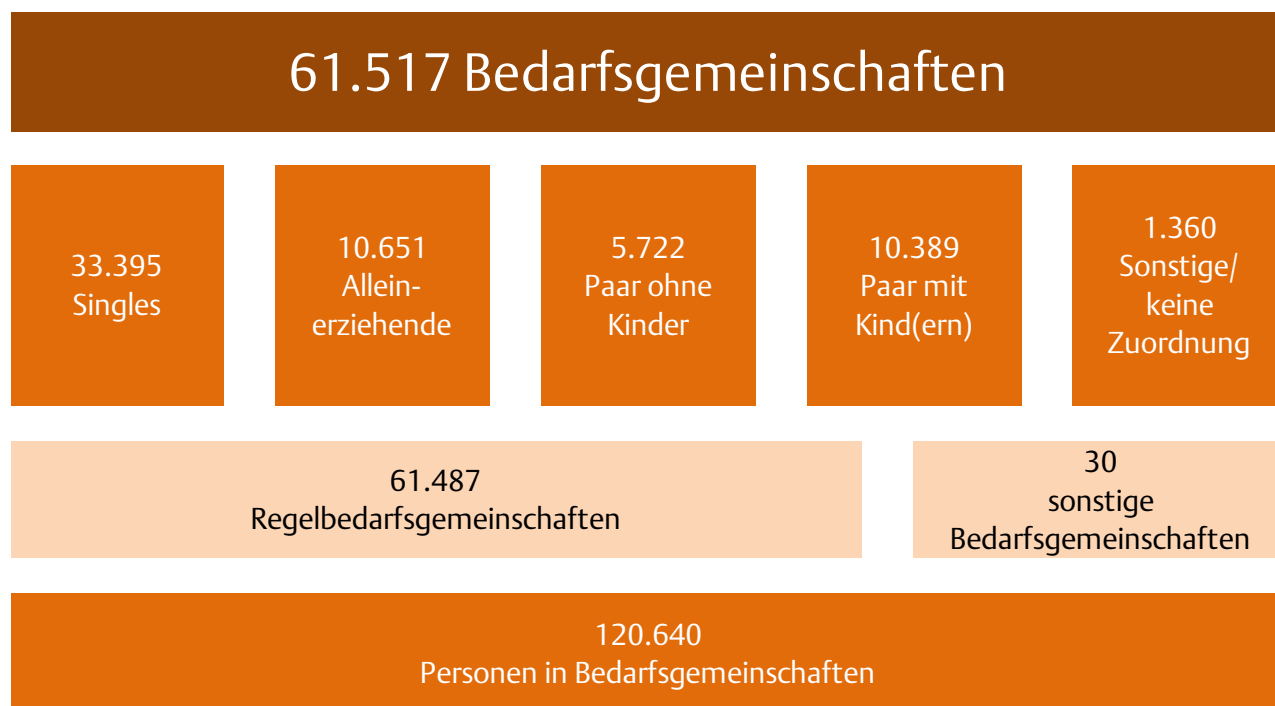 61.517 Bedarfsgemeinschaften
33.395
Singles
10.651
Allein-
erziehende
5.722
Paar ohne
Kinder
10.389
Paar mit
Kind(ern)
1.360
Sonstige/
keine
Zuordnung
61.487
Regelbedarfsgemeinschaften
30
sonstige
Bedarfsgemeinschaften
120.640
Personen in Bedarfsgemeinschaften